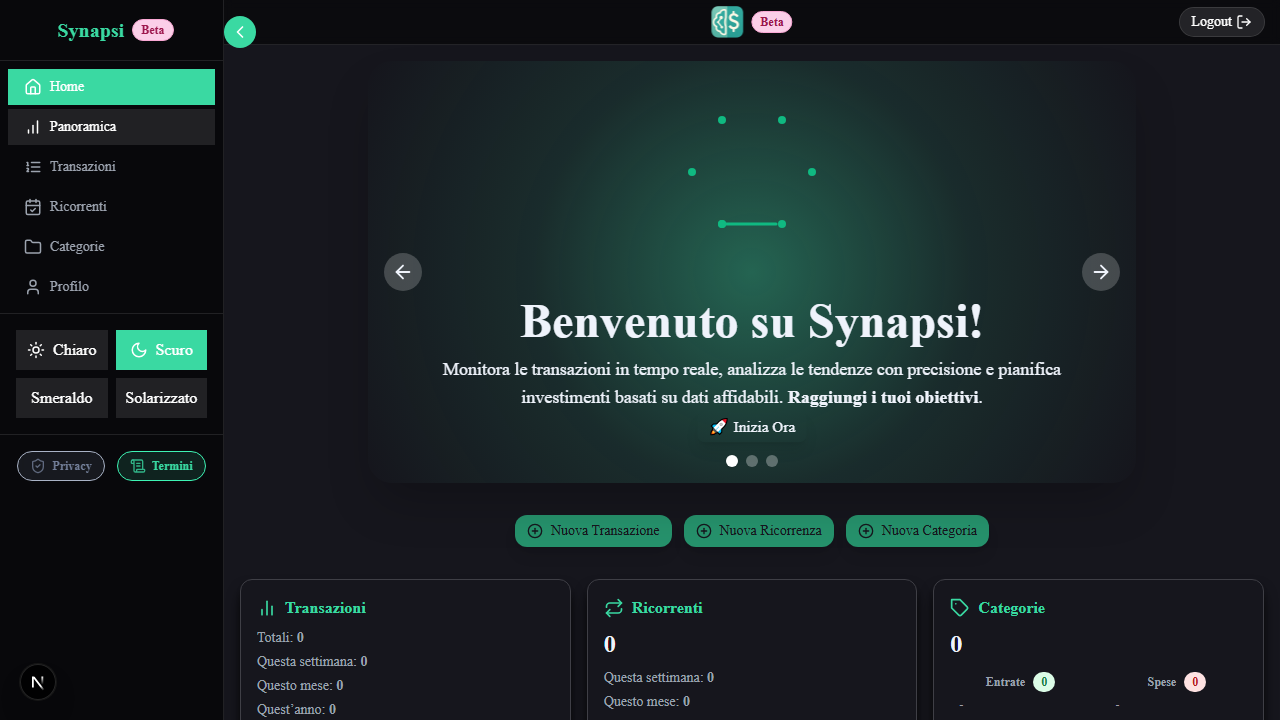 Synapsi Beta
Home
Panoramica
Transazioni
Ricorrenti
Categorie
Profilo
Chiaro
Scuro
Smeraldo
Solarizzato
Privacy
Termini
N
$ Beta
Logout
Benvenuto su Synapsi!
Monitora le transazioni in tempo reale, analizza le tendenze con precisione e pianifica
investimenti basati su dati affidabili. Raggiungi i tuoi obiettivi.
🚀 Inizia Ora
Nuova Transazione
Nuova Ricorrenza
Nuova Categoria
Transazioni
Totali: 0
Questa settimana: 0
Questo mese: 0
Quest’anno: 0
Ricorrenti
0
Questa settimana: 0
Questo mese: 0
Categorie
0
Entrate 0
Spese 0
-
-